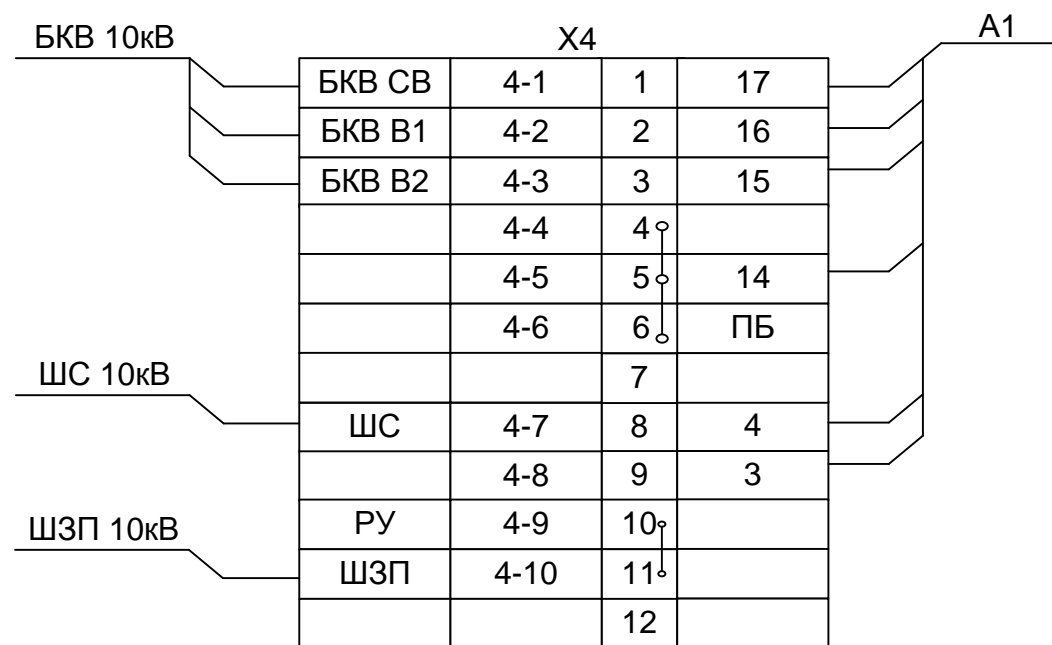 БКВ 10кВ
X4
А1
БКВ СВ 4-1 1 17
БКВ В1 4-2 2 16
БКВ В2 4-3 3 15
4-4 4
4-5 5 14
4-6 6 ПБ
ШС 10кВ
7
ШС 4-7 8 4
4-8 9 3
ШЗП 10кВ
РУ 4-9 10
ШЗП 4-10 11
12